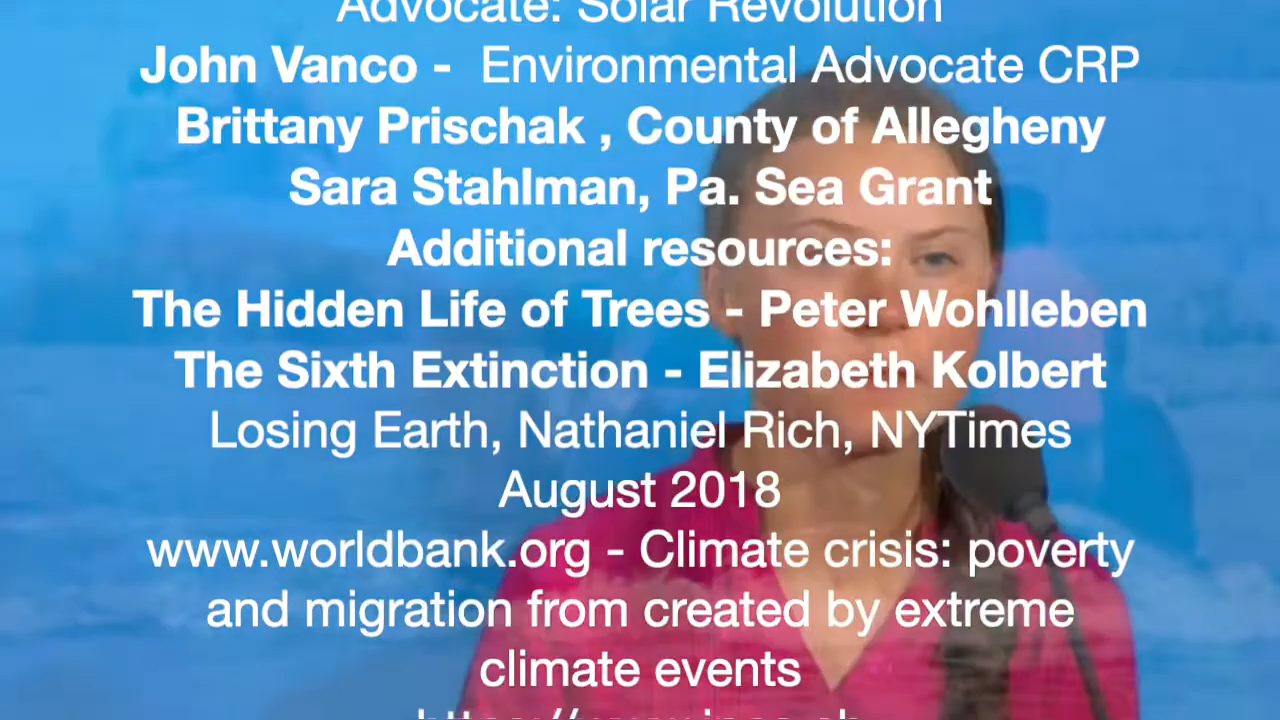 Advocate: Solar Revolution
John Vanco - Environmental Advocate CRP
Brittany Prischak , County of Allegheny
Sara Stahlman, Pa. Sea Grant
Additional resources:
The Hidden Life of Trees - Peter Wohlleben
The Sixth Extinction - Elizabeth Kolbert
Losing Earth, Nathaniel Rich, NYTimes
August 2018
www.worldbank.org - Climate crisis: poverty
and migration from created by extreme
climate events